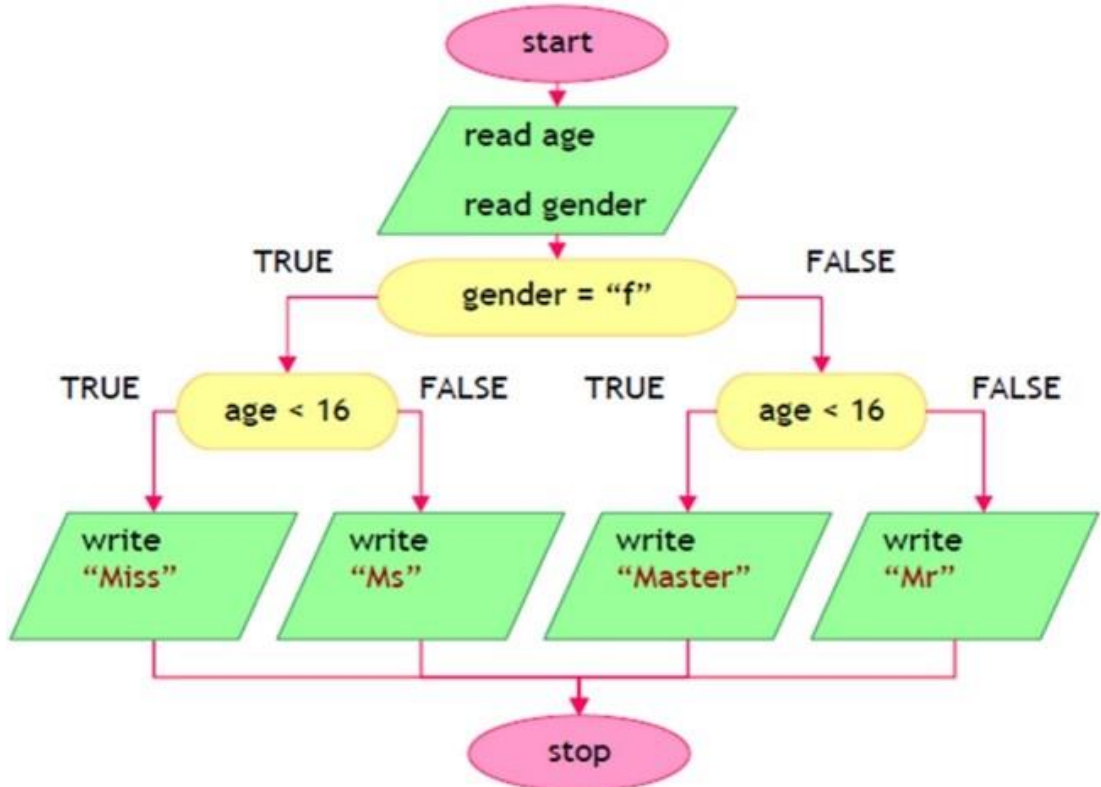 start
read age
read gender
TRUE
FALSE
gender = “f”
TRUE
FALSE
TRUE
FALSE
age < 16
age < 16
write
“Miss”
write
“Ms”
write
“Master”
write
“Mr”
stop